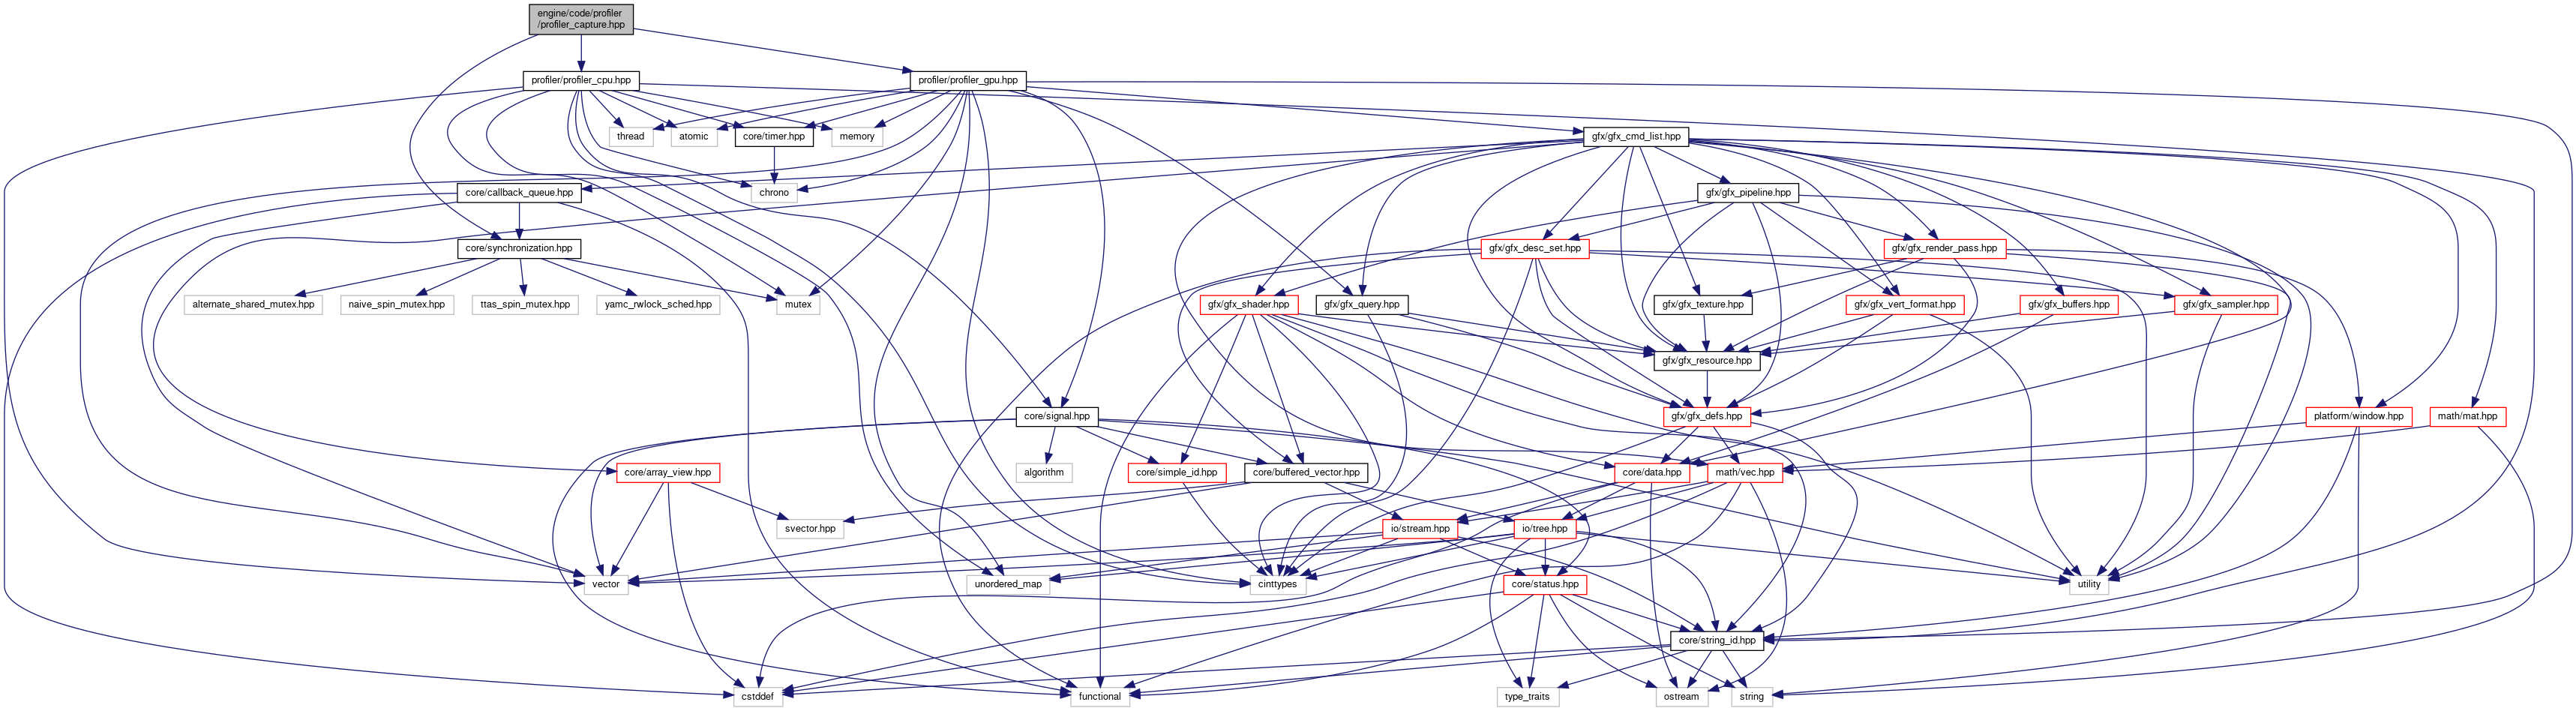 engine/code/profiler
/profiler_capture.hpp
profiler/profiler_cpu.hpp
profiler/profiler_gpu.hpp
thread
atomic
core/timer.hpp
memory
gfx/gfx_cmd_list.hpp
core/callback_queue.hpp
chrono
gfx/gfx_pipeline.hpp
core/synchronization.hpp
gfx/gfx_desc_set.hpp
gfx/gfx_render_pass.hpp
alternate_shared_mutex.hpp
naive_spin_mutex.hpp
ttas_spin_mutex.hpp
yamc_rwlock_sched.hpp
mutex
gfx/gfx_shader.hpp
gfx/gfx_query.hpp
gfx/gfx_texture.hpp
gfx/gfx_vert_format.hpp
gfx/gfx_buffers.hpp
gfx/gfx_sampler.hpp
gfx/gfx_resource.hpp
core/signal.hpp
gfx/gfx_defs.hpp
platform/window.hpp
math/mat.hpp
core/array_view.hpp
algorithm
core/simple_id.hpp
core/buffered_vector.hpp
core/data.hpp
math/vec.hpp
svector.hpp
io/stream.hpp
io/tree.hpp
vector
unordered_map
cinttypes
core/status.hpp
utility
core/string_id.hpp
cstddef
functional
type_traits
ostream
string